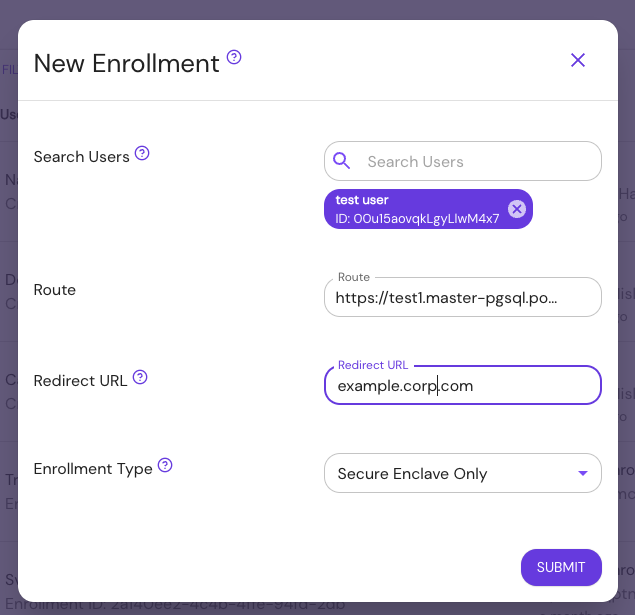 New Enrollment
Search Users
Search Users
test user
ID: 00u15aovqkLgyLlwM4x7
Route
Route
https://test1.master-pgsql.po...
Redirect URL
Redirect URL
example.corp.com
Enrollment Type
Secure Enclave Only
SUBMIT